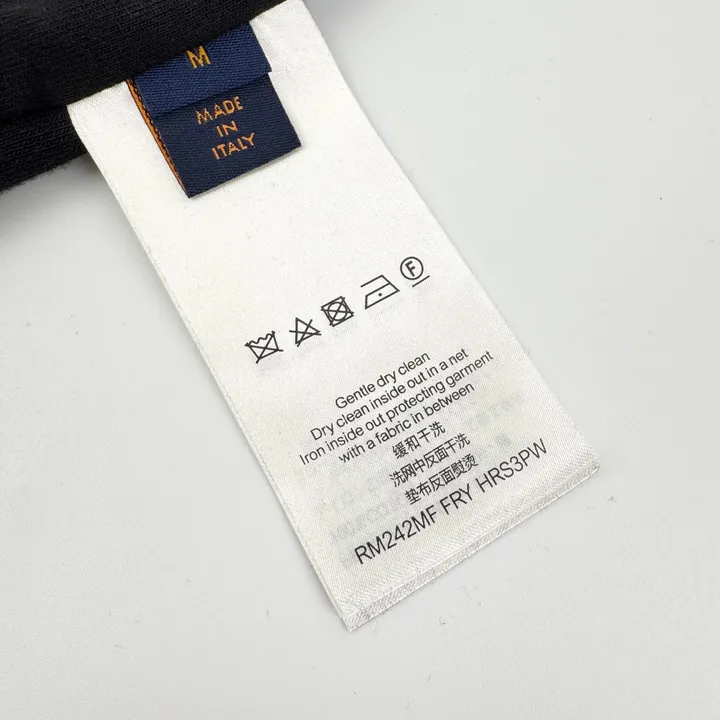 M
MADE
IN
ITALY
F
Gentle dry clean
Dry clean inside out in a net
Iron inside out protecting garment
with a fabric in between
缓和干洗
洗网中反面干洗
垫布反面熨烫
RM242MF FRY HRS3PW